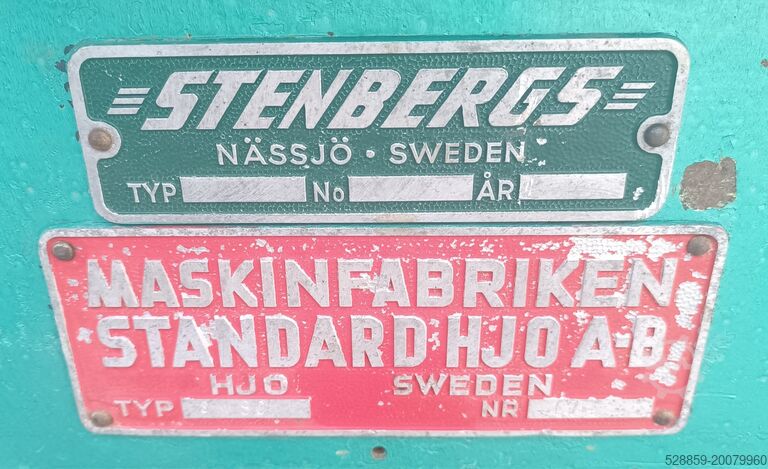 STENBERGS
NÄSSJÖ • SWEDEN
TYP No ÅR
MASKINFABRIKEN
STANDARD HJO A-B
HJO SWEDEN
TYP NR
528859-20079960